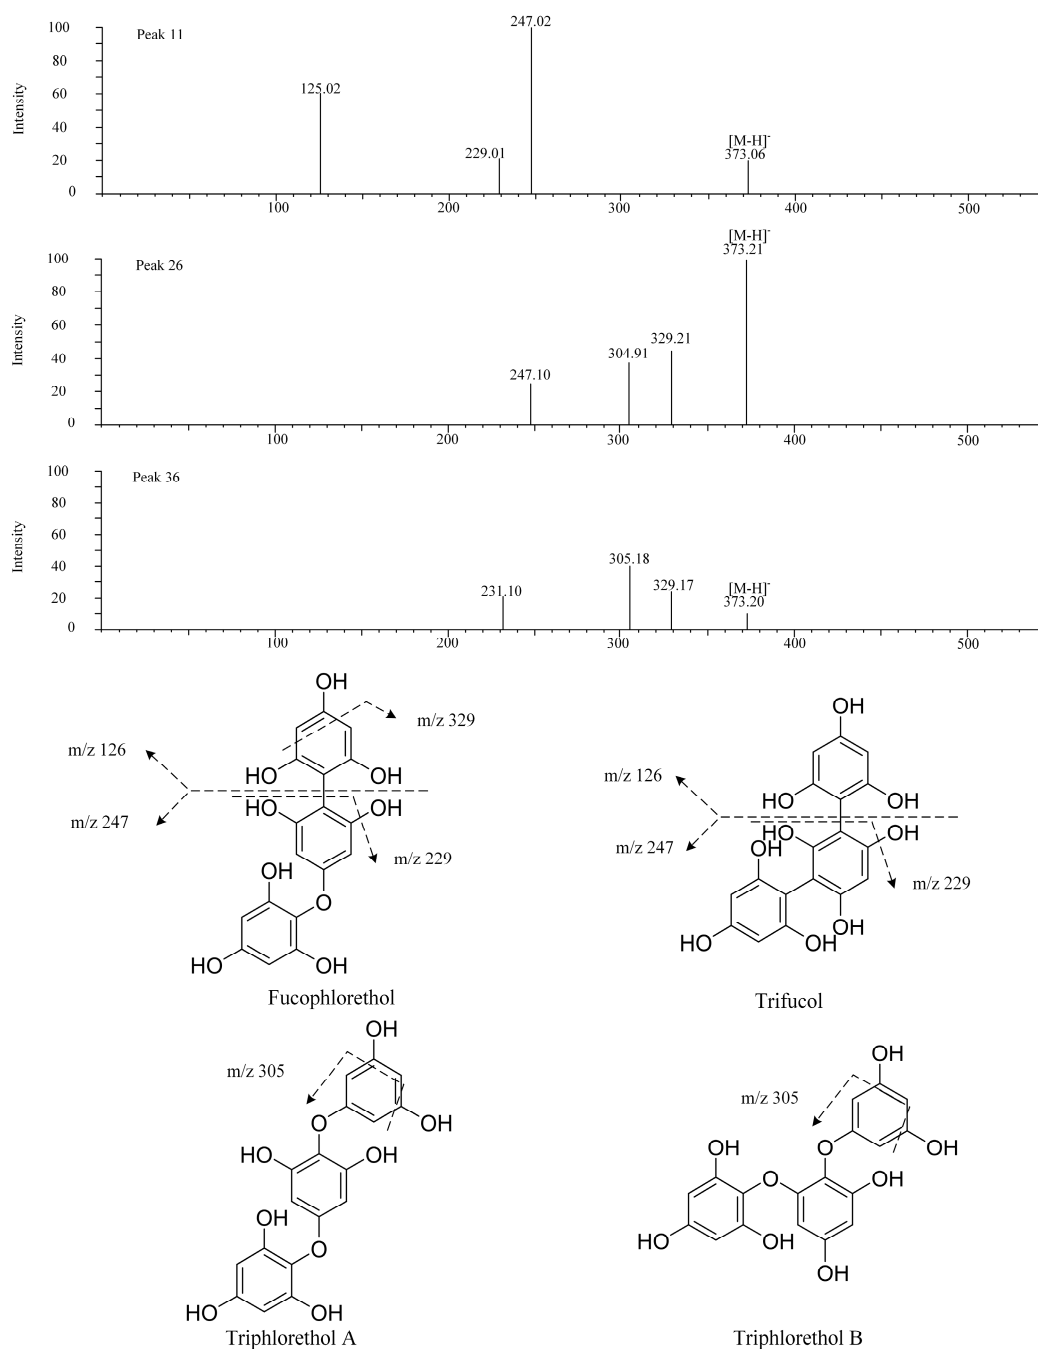 Peak 11
Intensity
100
80
60
40
20
0
125.02
229.01
247.02
[M-H]-
373.06
100
200
300
400
500
Peak 26
Intensity
100
80
60
40
20
0
247.10
304.91
329.21
[M-H]-
373.21
100
200
300
400
500
Peak 36
Intensity
100
80
60
40
20
0
231.10
305.18
329.17
[M-H]-
373.20
100
200
300
400
500
OH
m/z 329
m/z 126
HO
OH
HO
OH
m/z 247
m/z 229
OH
O
HO
OH
Fucophlorethol
OH
m/z 126
HO
OH
HO
OH
m/z 247
OH
m/z 229
OH
HO
OH
Trifucol
OH
m/z 305
O
OH
HO
OH
OH
O
HO
OH
Triphlorethol A
OH
m/z 305
OH
O
OH
O
OH
HO
OH
OH
Triphlorethol B